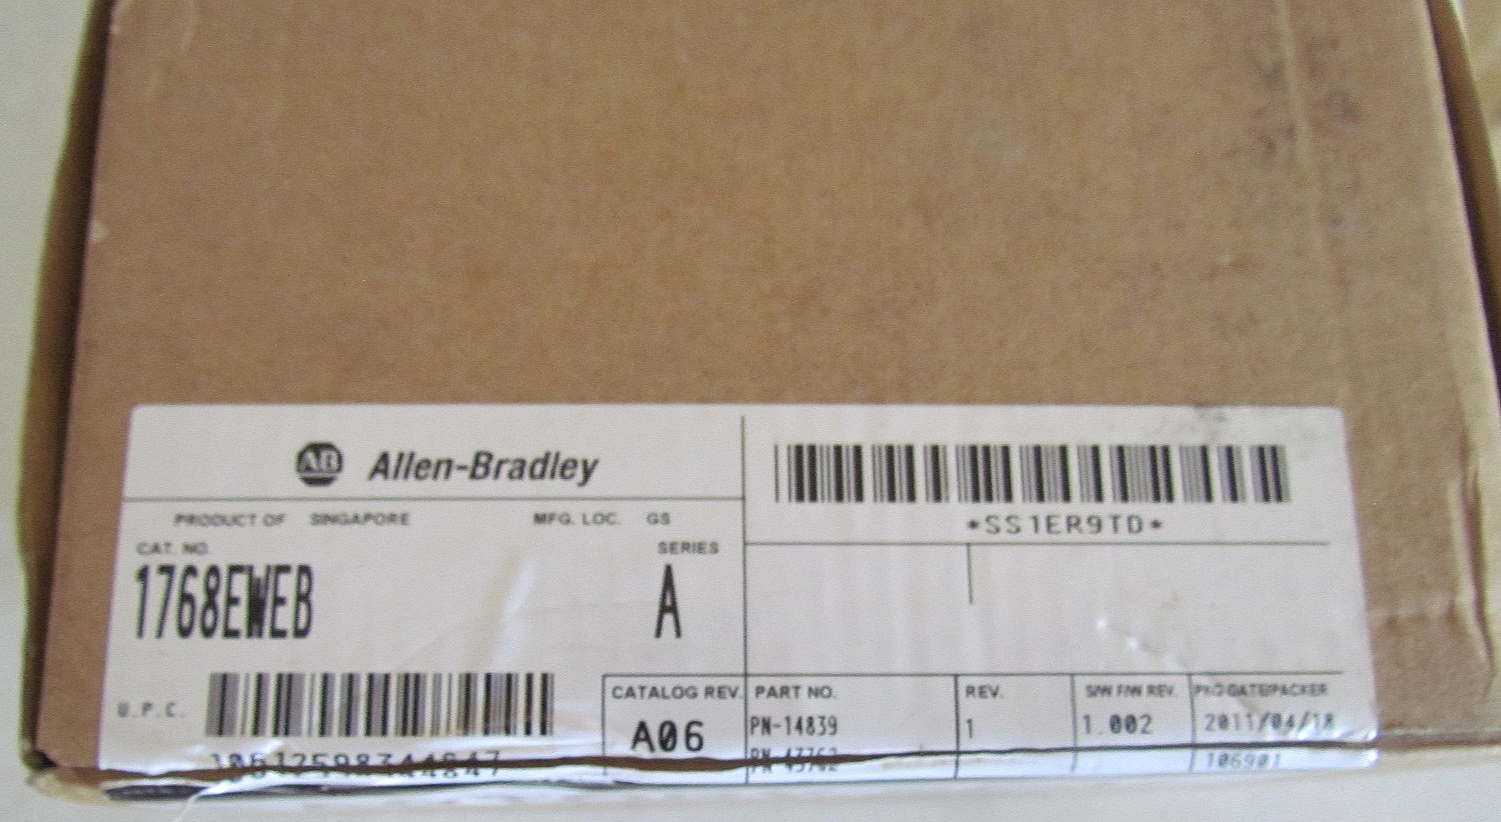 AB Allen-Bradley
*SS1ER9TD*
PRODUCT OF SINGAPORE MFG. LOC. GS
CAT. NO. SERIES
1768EWEB A
U.P.C.
CATALOG REV. PART NO. REV. S/W F/W REV. PKG DATE/PACKER
A06 PN-14839 1 1.002 2011/04/18
106901